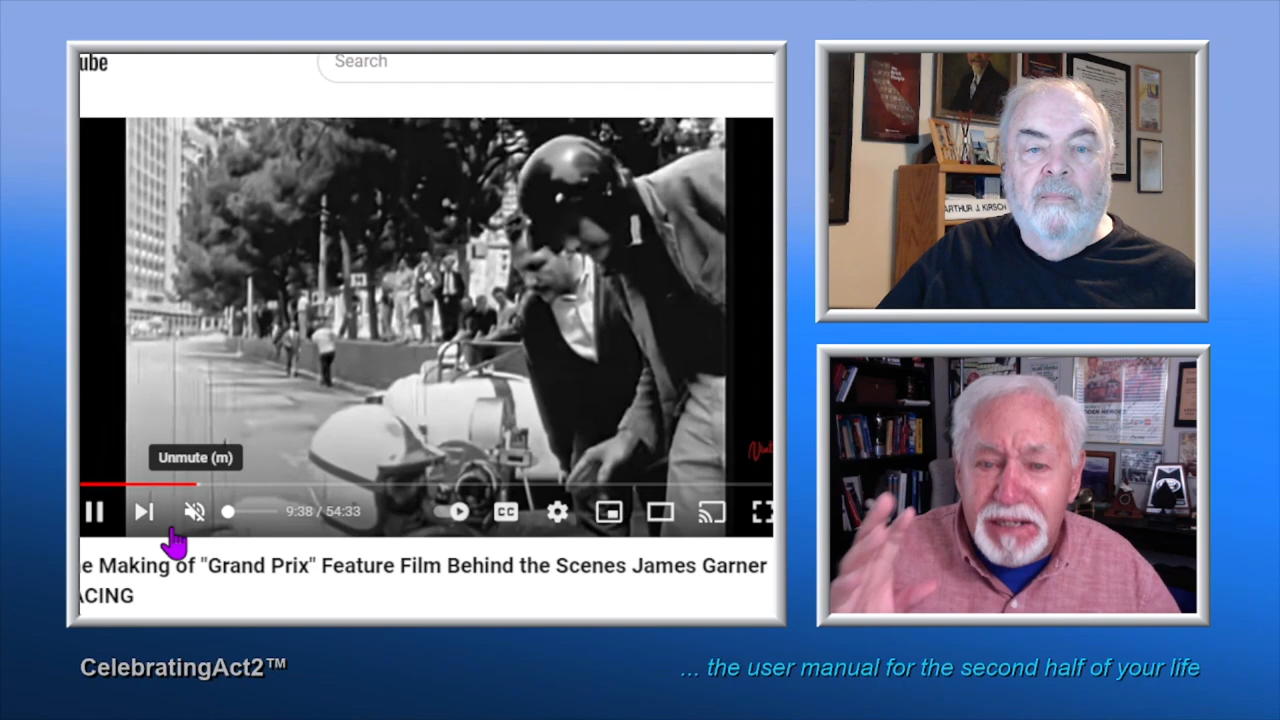 ube
Search
Unmute (m)
9:38 / 54:33
CC
e Making of "Grand Prix" Feature Film Behind the Scenes James Garner
ACING
ARTHUR J. KIRSCH
CelebratingAct2™
... the user manual for the second half of your life